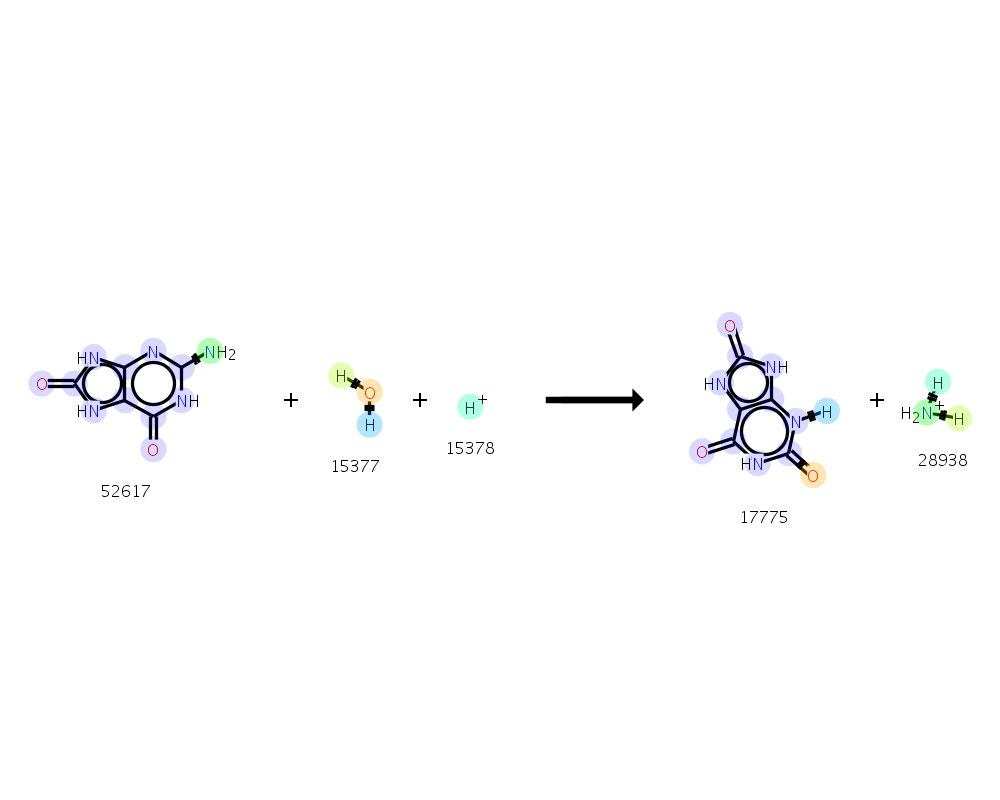 O HN HN N NH NH2 O
52617
+
H O H
15377
+
H+
15378
O HN NH N H O HN O
17775
+
H H2N+ H
28938